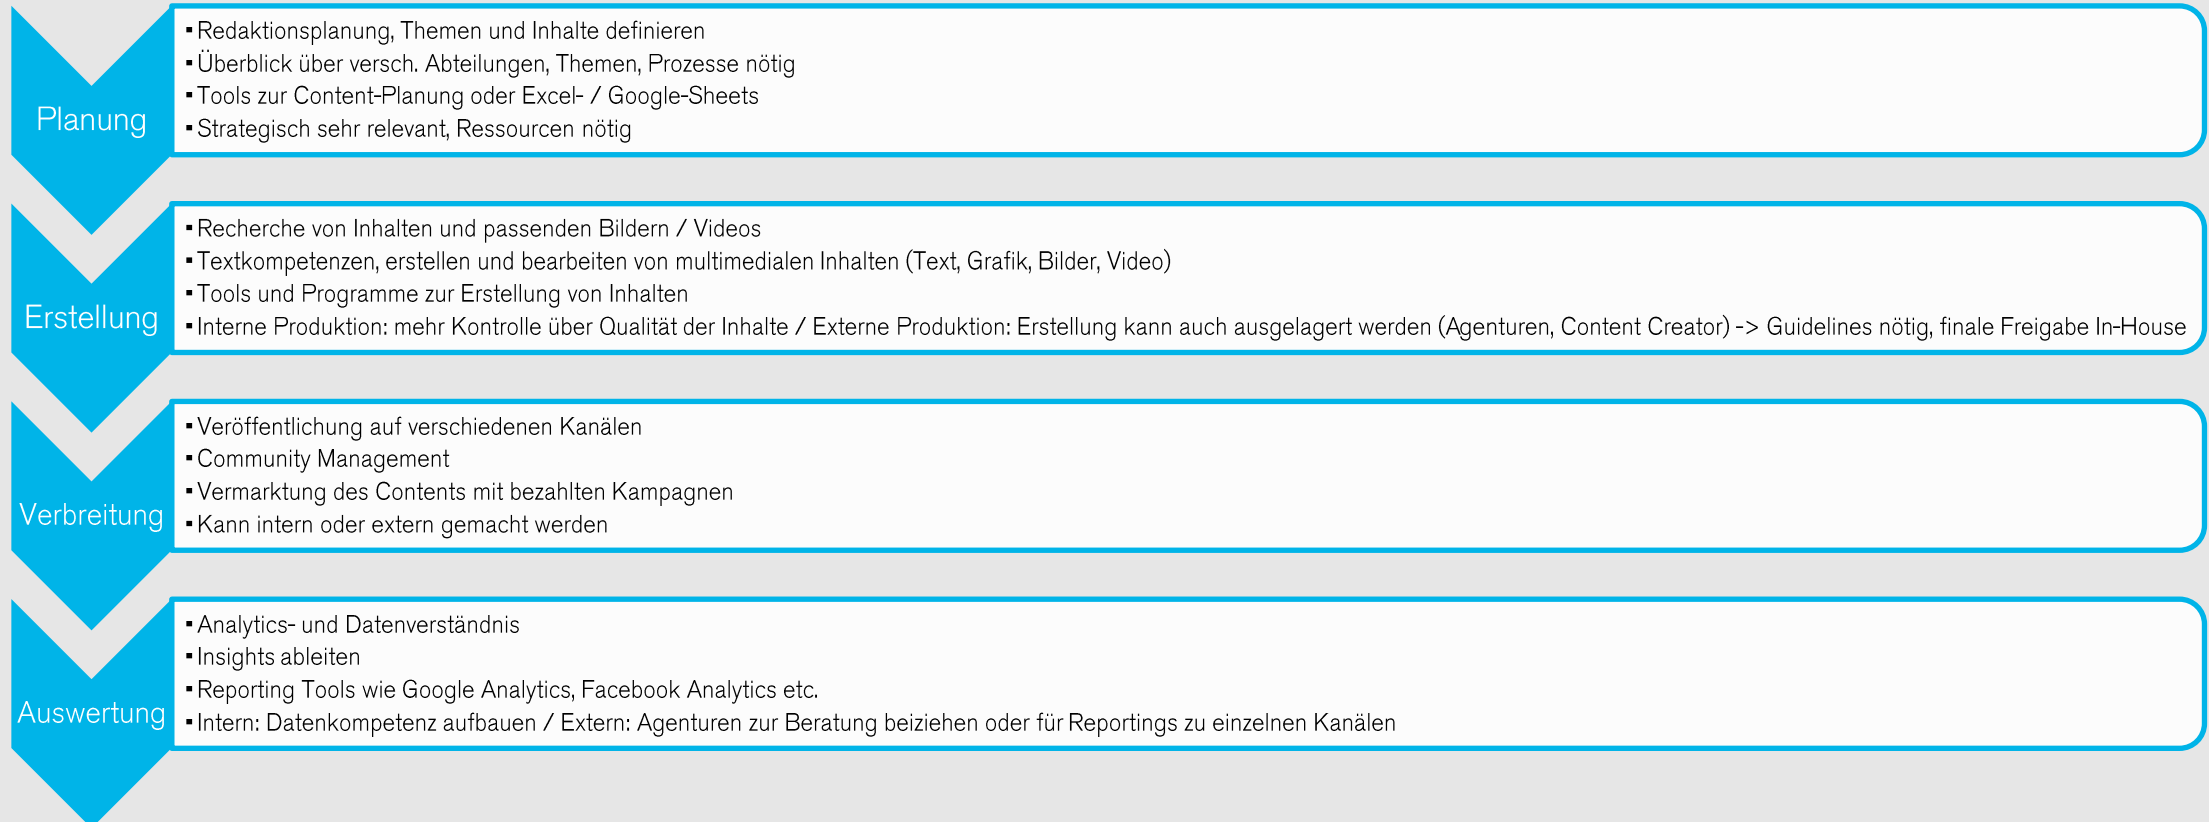 Planung
▪ Redaktionsplanung, Themen und Inhalte definieren
▪ Überblick über versch. Abteilungen, Themen, Prozesse nötig
▪ Tools zur Content-Planung oder Excel- / Google-Sheets
▪ Strategisch sehr relevant, Ressourcen nötig
Erstellung
▪ Recherche von Inhalten und passenden Bildern / Videos
▪ Textkompetenzen, erstellen und bearbeiten von multimedialen Inhalten (Text, Grafik, Bilder, Video)
▪ Tools und Programme zur Erstellung von Inhalten
▪ Interne Produktion: mehr Kontrolle über Qualität der Inhalte / Externe Produktion: Erstellung kann auch ausgelagert werden (Agenturen, Content Creator) -> Guidelines nötig, finale Freigabe In-House
Verbreitung
▪ Veröffentlichung auf verschiedenen Kanälen
▪ Community Management
▪ Vermarktung des Contents mit bezahlten Kampagnen
▪ Kann intern oder extern gemacht werden
Auswertung
▪ Analytics- und Datenverständnis
▪ Insights ableiten
▪ Reporting Tools wie Google Analytics, Facebook Analytics etc.
▪ Intern: Datenkompetenz aufbauen / Extern: Agenturen zur Beratung beiziehen oder für Reportings zu einzelnen Kanälen